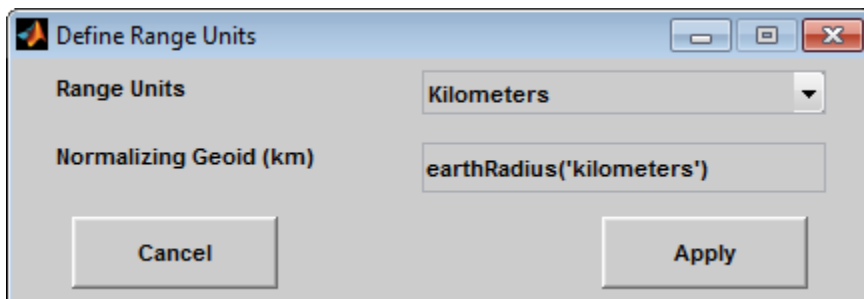 Define Range Units
Range Units
Kilometers
Normalizing Geoid (km)
earthRadius('kilometers')
Cancel
Apply